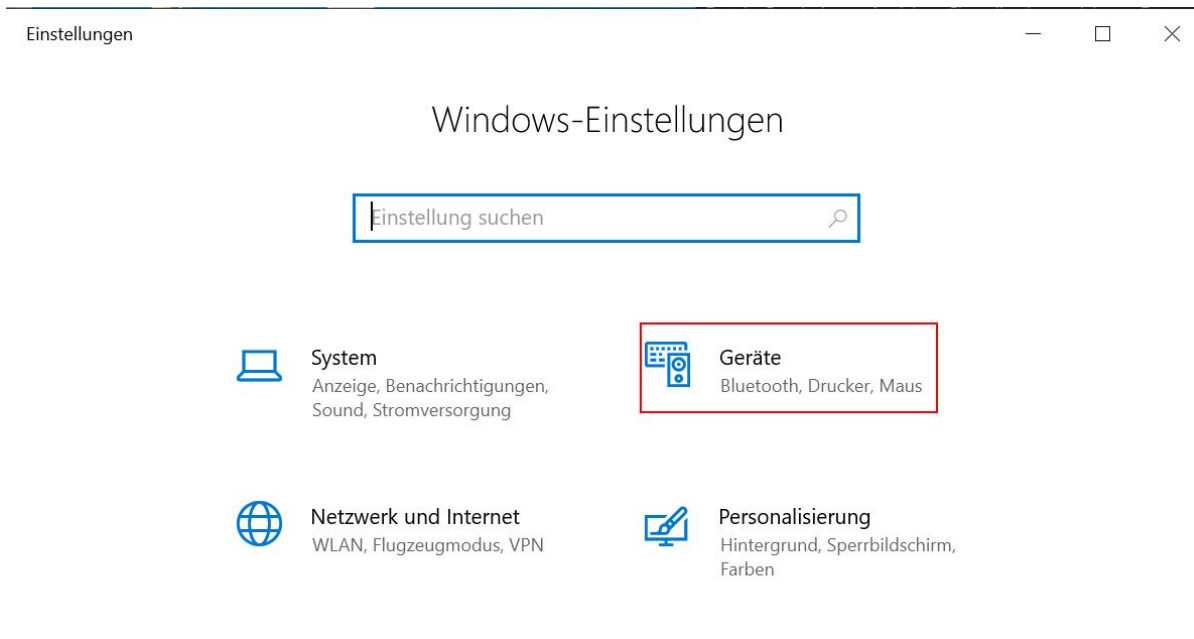 Einstellungen
Windows-Einstellungen
Einstellung suchen
System
Anzeige, Benachrichtigungen,
Sound, Stromversorgung
Geräte
Bluetooth, Drucker, Maus
Netzwerk und Internet
WLAN, Flugzeugmodus, VPN
Personalisierung
Hintergrund, Sperrbildschirm,
Farben